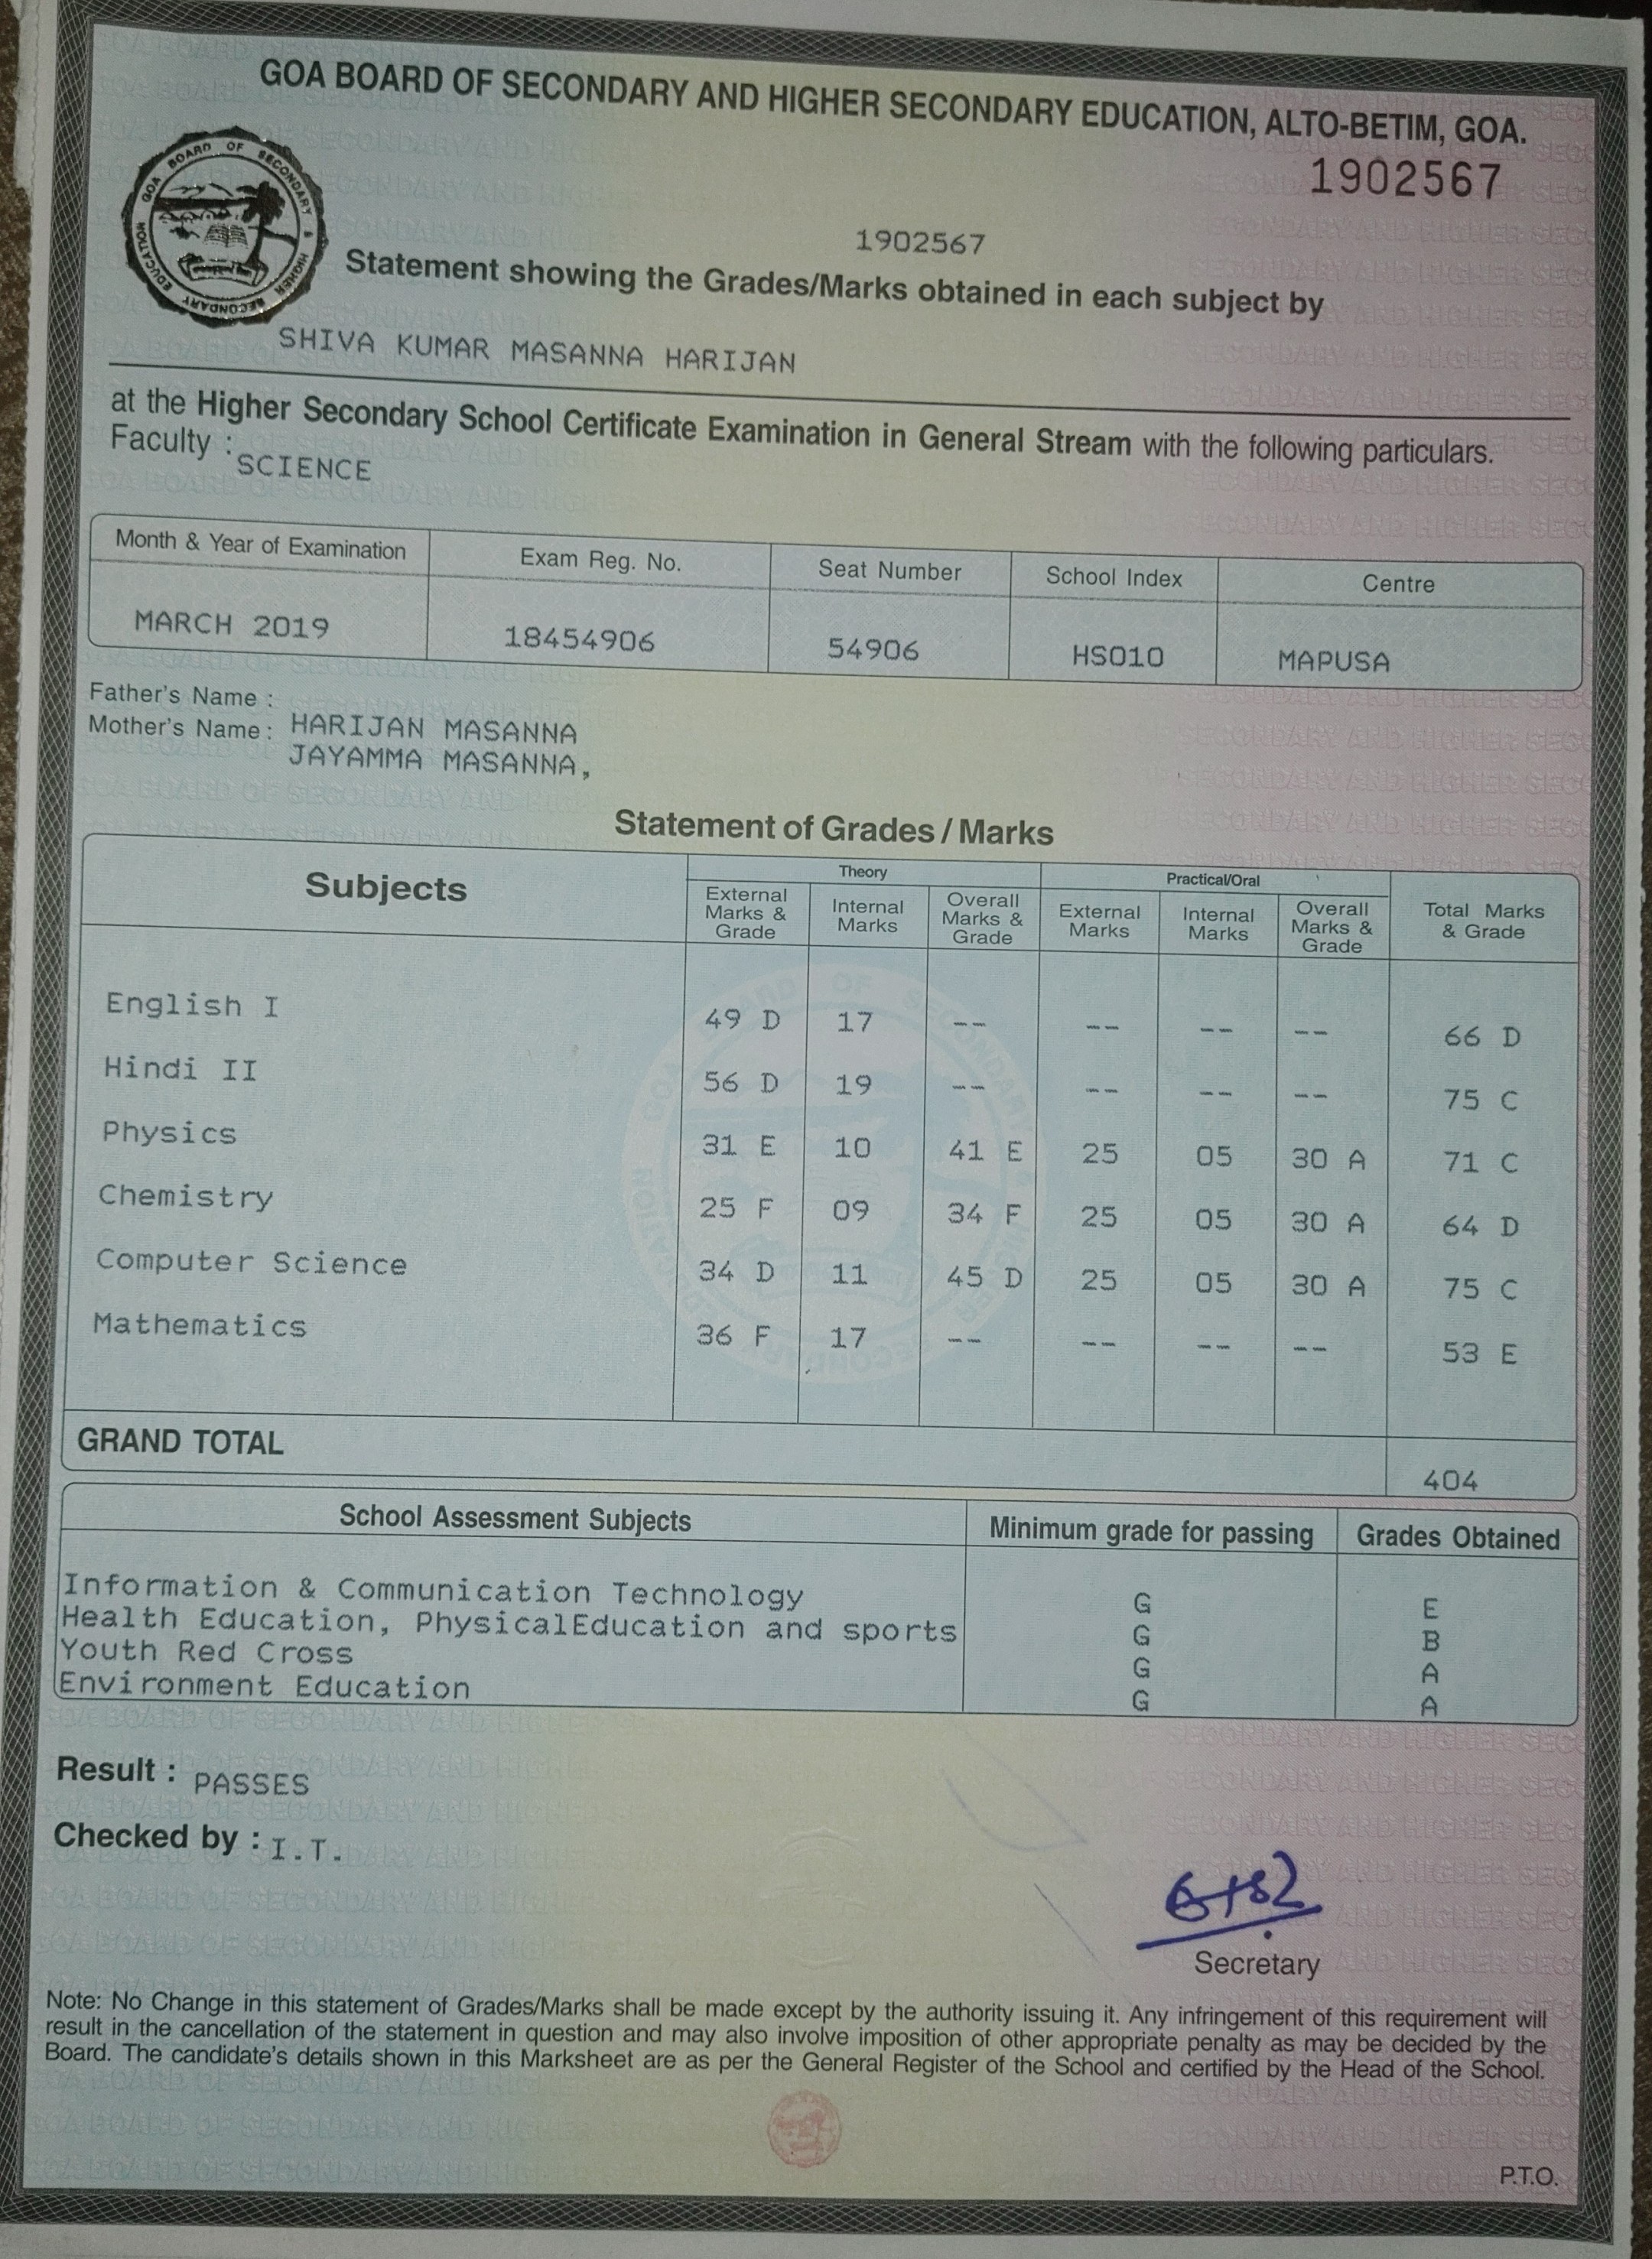 GOA BOARD OF SECONDARY AND HIGHER SECONDARY EDUCATION, ALTO-BETIM, GOA.
1902567
GOA BOARD OF SECONDARY & HIGHER SECONDARY EDUCATION
1902567
Statement showing the Grades/Marks obtained in each subject by
SHIVA KUMAR MASANNA HARIJAN
at the Higher Secondary School Certificate Examination in General Stream with the following particulars.
Faculty : SCIENCE
Month & Year of Examination Exam Reg. No. Seat Number School Index Centre
MARCH 2019 18454906 54906 HS010 MAPUSA
Father's Name :
Mother's Name : HARIJAN MASANNA
JAYAMMA MASANNA,
Statement of Grades / Marks
Subjects Theory Practical/Oral Total Marks & Grade
External Marks & Grade Internal Marks Overall Marks & Grade External Marks Internal Marks Overall Marks & Grade
English I 49 D 17 -- -- -- -- 66 D
Hindi II 56 D 19 -- -- -- -- 75 C
Physics 31 E 10 41 E 25 05 30 A 71 C
Chemistry 25 F 09 34 F 25 05 30 A 64 D
Computer Science 34 D 11 45 D 25 05 30 A 75 C
Mathematics 36 F 17 -- -- -- -- 53 E
GRAND TOTAL 404
School Assessment Subjects Minimum grade for passing Grades Obtained
Information & Communication Technology G E
Health Education, PhysicalEducation and sports G B
Youth Red Cross G A
Environment Education G A
Result : PASSES
Checked by : I.T.
Secretary
Note: No Change in this statement of Grades/Marks shall be made except by the authority issuing it. Any infringement of this requirement will
result in the cancellation of the statement in question and may also involve imposition of other appropriate penalty as may be decided by the
Board. The candidate's details shown in this Marksheet are as per the General Register of the School and certified by the Head of the School.
P.T.O.